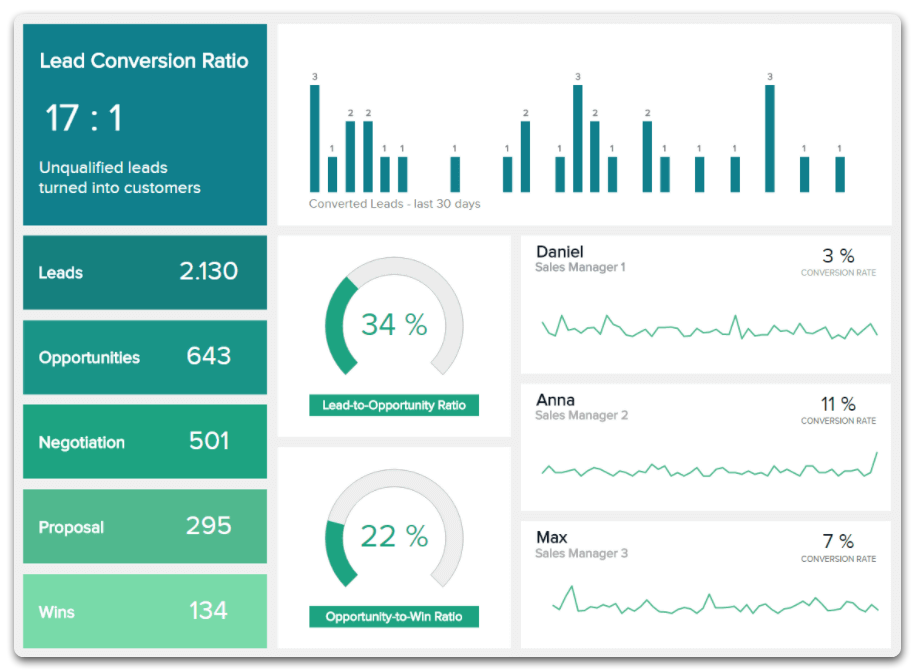 Lead Conversion Ratio
17 : 1
Unqualified leads
turned into customers
3
1
2
2
1
1
1
1
2
1
3
2
1
2
1
1
1
3
1
1
Converted Leads - last 30 days
Leads 2.130
Opportunities 643
Negotiation 501
Proposal 295
Wins 134
34 %
Lead-to-Opportunity Ratio
22 %
Opportunity-to-Win Ratio
Daniel
Sales Manager 1
3 %
CONVERSION RATE
Anna
Sales Manager 2
11 %
CONVERSION RATE
Max
Sales Manager 3
7 %
CONVERSION RATE